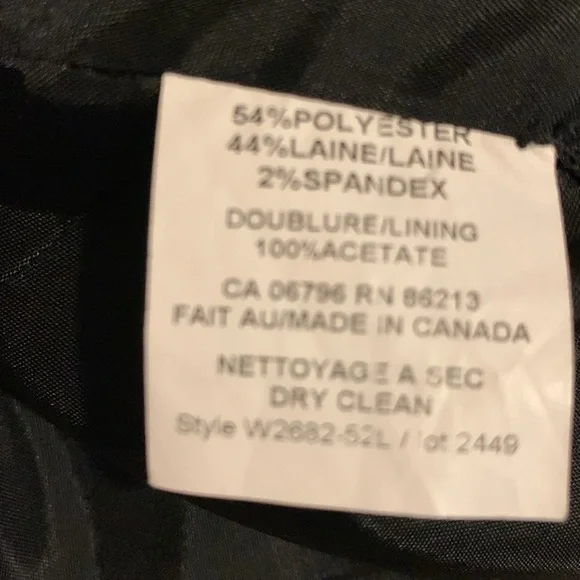 54%POLYESTER
44%LAINE/LAINE
2%SPANDEX
DOUBLURE/LINING
100%ACETATE
CA 06796 RN 86213
FAIT AU/MADE IN CANADA
NETTOYAGE A SEC
DRY CLEAN
Style W2682-52L / lot 2449